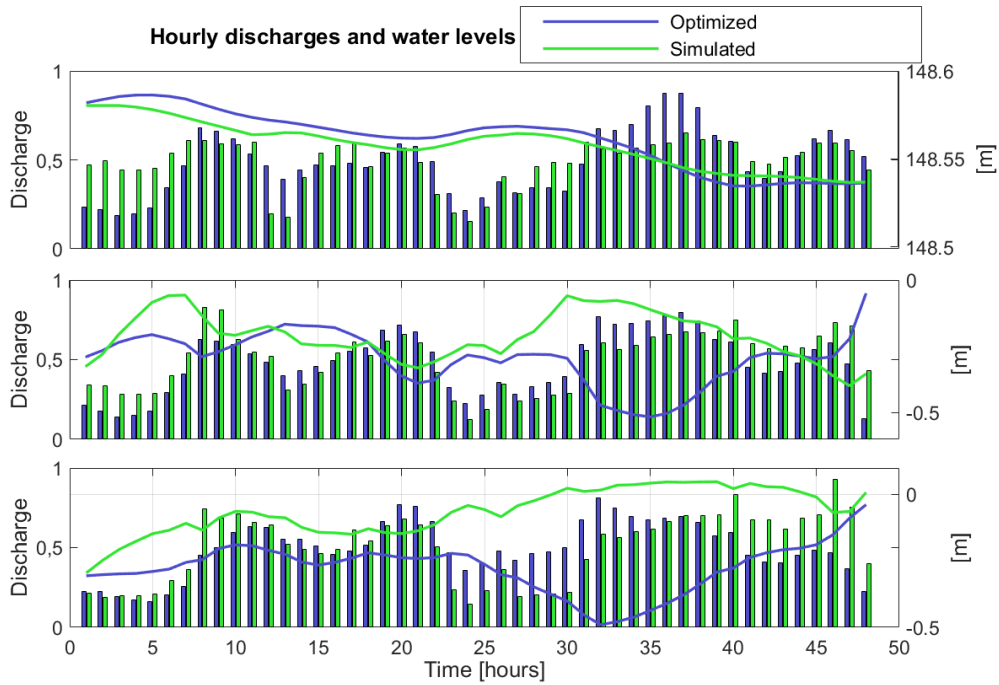 Hourly discharges and water levels
Optimized
Simulated
1
0,5
0
Discharge
148.6
148.55
148.5
[m]
1
0,5
0
Discharge
0
-0.5
[m]
1
0,5
0
Discharge
0
-0.5
[m]
0 5 10 15 20 25 30 35 40 45 50
Time [hours]